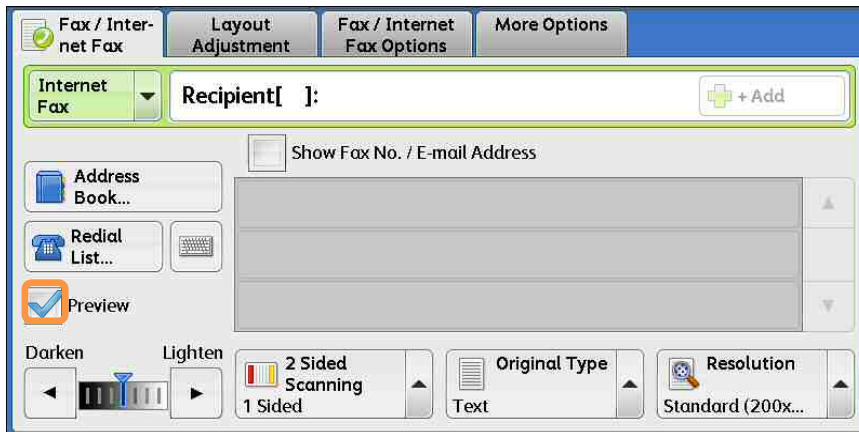 Fax / Inter-
net Fax
Layout
Adjustment
Fax / Internet
Fax Options
More Options
Internet
Fax
Recipient[   ]:
+ Add
Show Fax No. / E-mail Address
Address
Book...
Redial
List...
Preview
Darken
Lighten
2 Sided
Scanning
1 Sided
Original Type
Text
Resolution
Standard (200x...